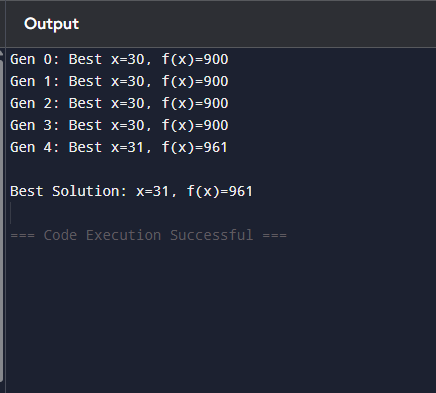 Output
Gen 0: Best x=30, f(x)=900
Gen 1: Best x=30, f(x)=900
Gen 2: Best x=30, f(x)=900
Gen 3: Best x=30, f(x)=900
Gen 4: Best x=31, f(x)=961
Best Solution: x=31, f(x)=961
=== Code Execution Successful ===